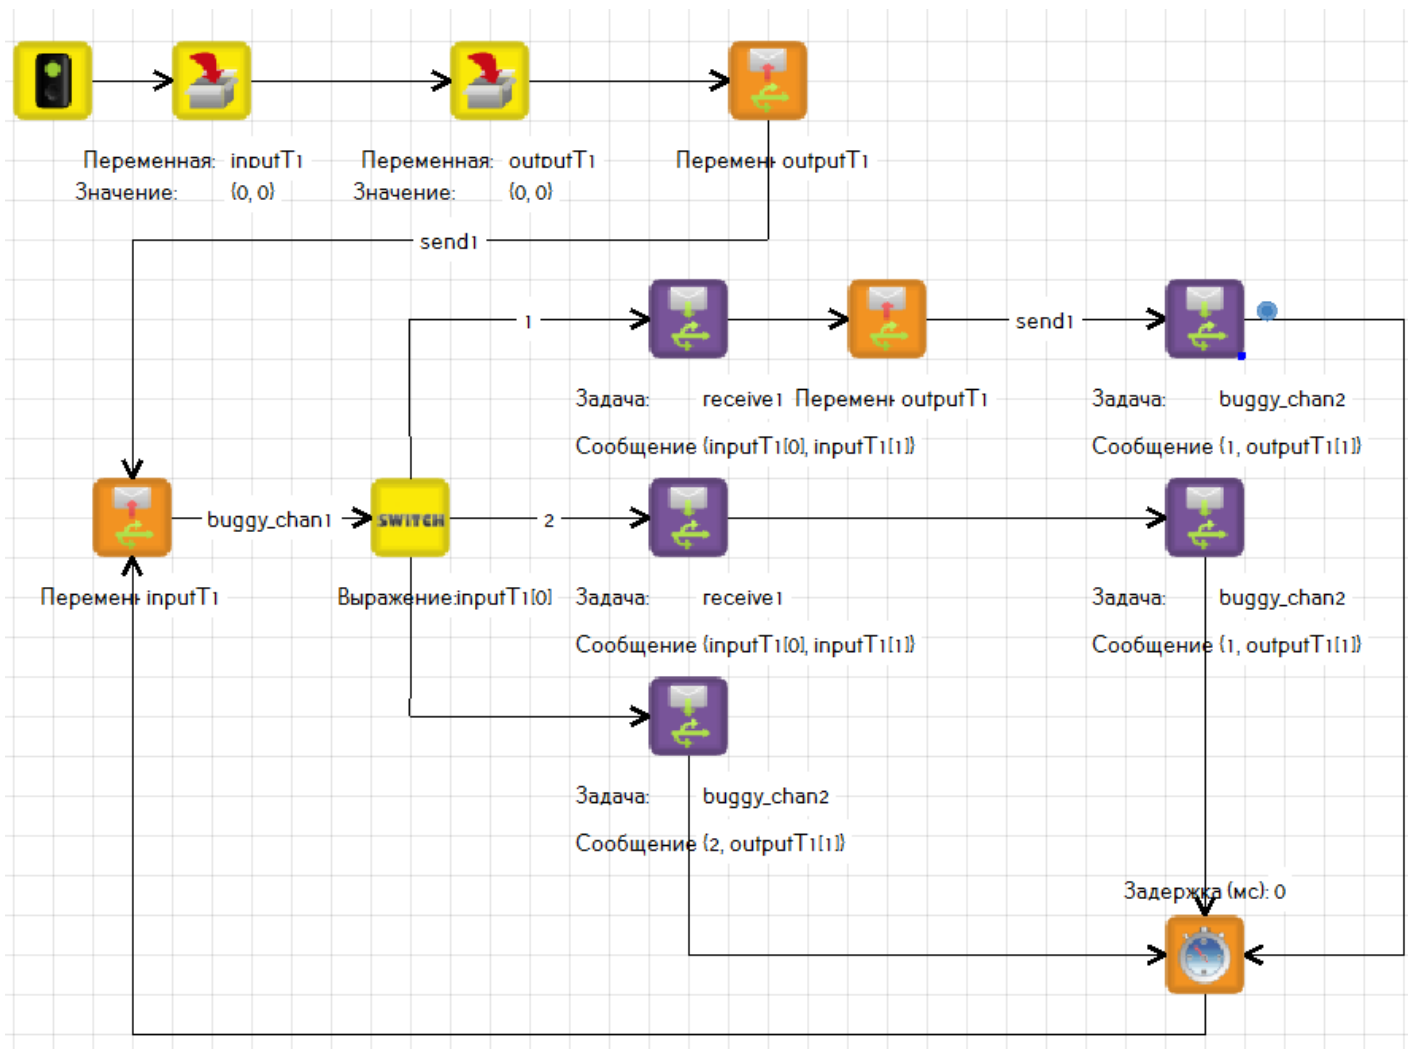 Переменная: inputT1
Значение: {0, 0}
Переменная: outputT1
Значение: {0, 0}
Перемен outputT1
send1
1
send1
Задача: receive1
Сообщение {inputT1[0], inputT1[1]}
Перемен outputT1
Задача: buggy_chan2
Сообщение {1, outputT1[1]}
buggy_chan1
SWITCH
2
Перемен inputT1
Выражение:inputT1[0]
Задача: receive1
Сообщение {inputT1[0], inputT1[1]}
Задача: buggy_chan2
Сообщение {1, outputT1[1]}
Задача: buggy_chan2
Сообщение {2, outputT1[1]}
Задержка (мс): 0